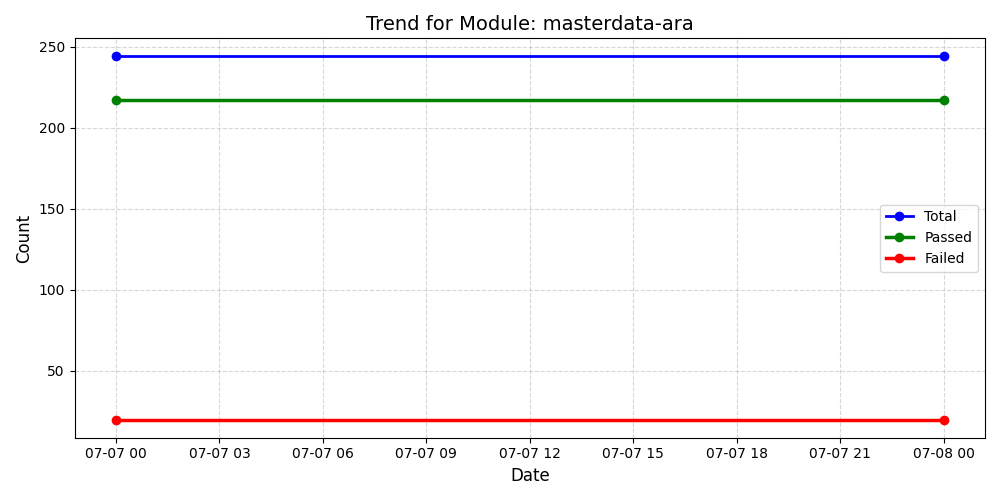 Trend for Module: masterdata-ara
250
200
150
100
50
Count
Total
Passed
Failed
07-07 00 07-07 03 07-07 06 07-07 09 07-07 12 07-07 15 07-07 18 07-07 21 07-08 00
Date